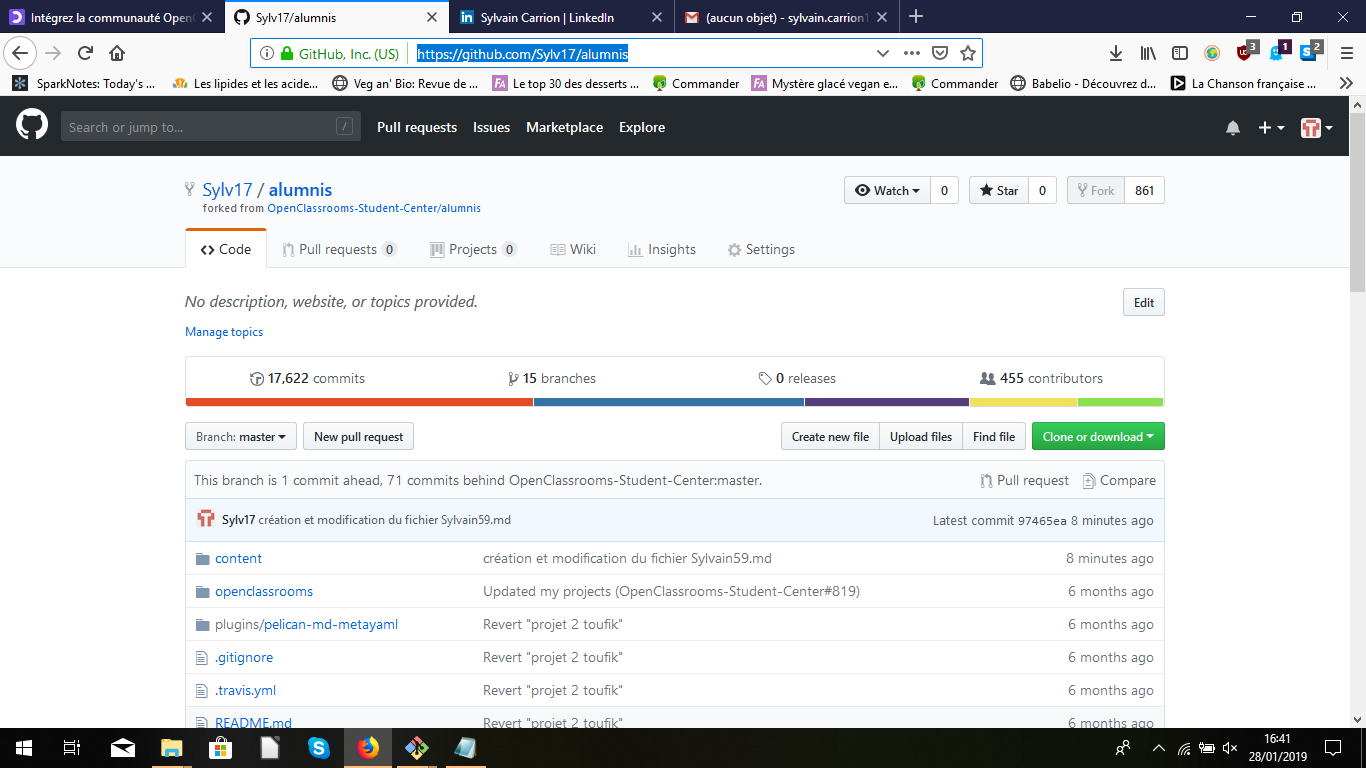 Intégrez la communauté OpenC
Sylv17/alumnis
Sylvain Carrion | LinkedIn
(aucun objet) - sylvain.carrion1
GitHub, Inc. (US)
https://github.com/Sylv17/alumnis
3
1
2
SparkNotes: Today's ...
Les lipides et les acide...
Veg an' Bio: Revue de ...
Le top 30 des desserts ...
Commander
Mystère glacé vegan e...
Commander
Babelio - Découvrez d...
La Chanson française ...
Search or jump to...
/
Pull requests
Issues
Marketplace
Explore
Sylv17 / alumnis
forked from OpenClassrooms-Student-Center/alumnis
Watch
0
Star
0
Fork
861
Code
Pull requests 0
Projects 0
Wiki
Insights
Settings
No description, website, or topics provided.
Edit
Manage topics
17,622 commits
15 branches
0 releases
455 contributors
Branch: master
New pull request
Create new file
Upload files
Find file
Clone or download
This branch is 1 commit ahead, 71 commits behind OpenClassrooms-Student-Center:master.
Pull request
Compare
Sylv17 création et modification du fichier Sylvain59.md
Latest commit 97465ea 8 minutes ago
content
création et modification du fichier Sylvain59.md
8 minutes ago
openclassrooms
Updated my projects (OpenClassrooms-Student-Center#819)
6 months ago
plugins/pelican-md-metayaml
Revert "projet 2 toufik"
6 months ago
.gitignore
Revert "projet 2 toufik"
6 months ago
.travis.yml
Revert "projet 2 toufik"
6 months ago
README.md
Revert "projet 2 toufik"
6 months ago
16:41
28/01/2019